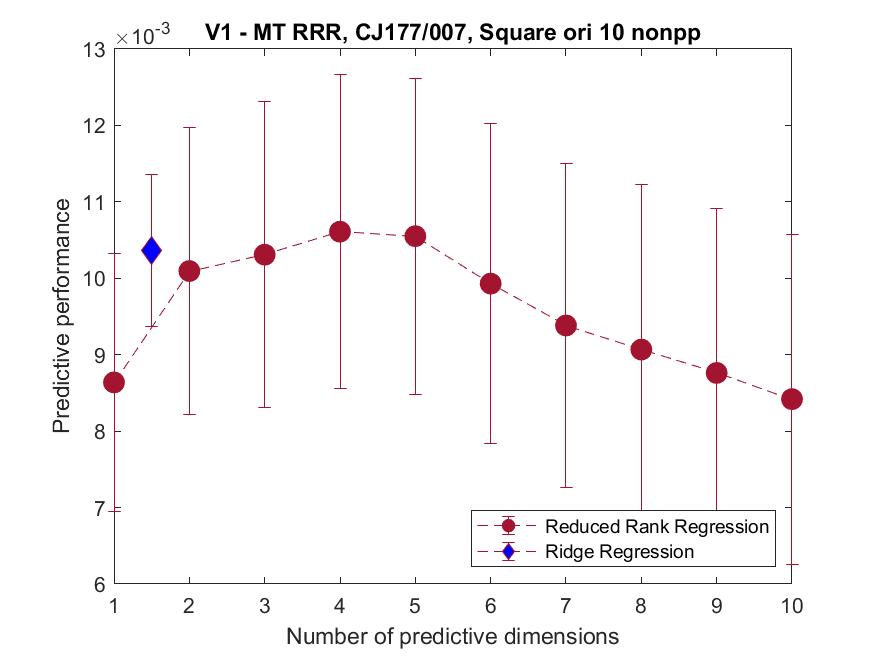 ×10-3
V1 - MT RRR, CJ177/007, Square ori 10 nonpp
13
12
11
10
9
8
7
6
Predictive performance
1 2 3 4 5 6 7 8 9 10
Number of predictive dimensions
Reduced Rank Regression
Ridge Regression